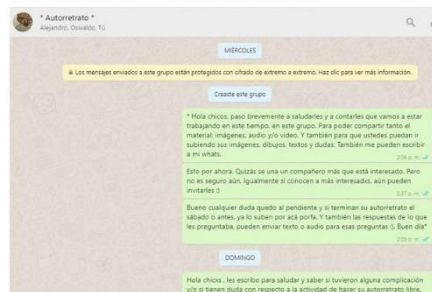 * Autorretrato *
Alejandro, Oswaldo, Tú
MIÉRCOLES
Los mensajes enviados a este grupo están protegidos con cifrado de extremo a extremo. Haz clic para ver más información.
Creaste este grupo
* Hola chicos, paso brevemente a saludarles y a contarles que vamos a estar
trabajando en este tiempo, en este grupo. Para poder compartir tanto el
material: imágenes, audio y/o video. Y también para que ustedes puedan ir
subiendo sus imágenes, dibujos, textos y dudas. También me pueden escribir
a mi whats.
2:36 p. m.
Esto por ahora. Quizás se una un compañero más que está interesado. Pero
no es seguro aún. Igualmente si conocen a más interesadxs, aún pueden
invitarles :)
2:37 p. m.
Bueno cualquier duda quedo al pendiente y si terminan su autorretrato el
sábado o antes, ya lo suben por acá porfa. Y también las respuestas de lo que
les preguntaba, pueden enviar texto o audio para esas preguntas :). Buen día*
2:38 p. m.
DOMINGO
Hola chicxs , les escribo para saludar y saber si tuvieron alguna complicación
y/o si tienen duda con respecto a la actividad de hacer su autorretrato libre.